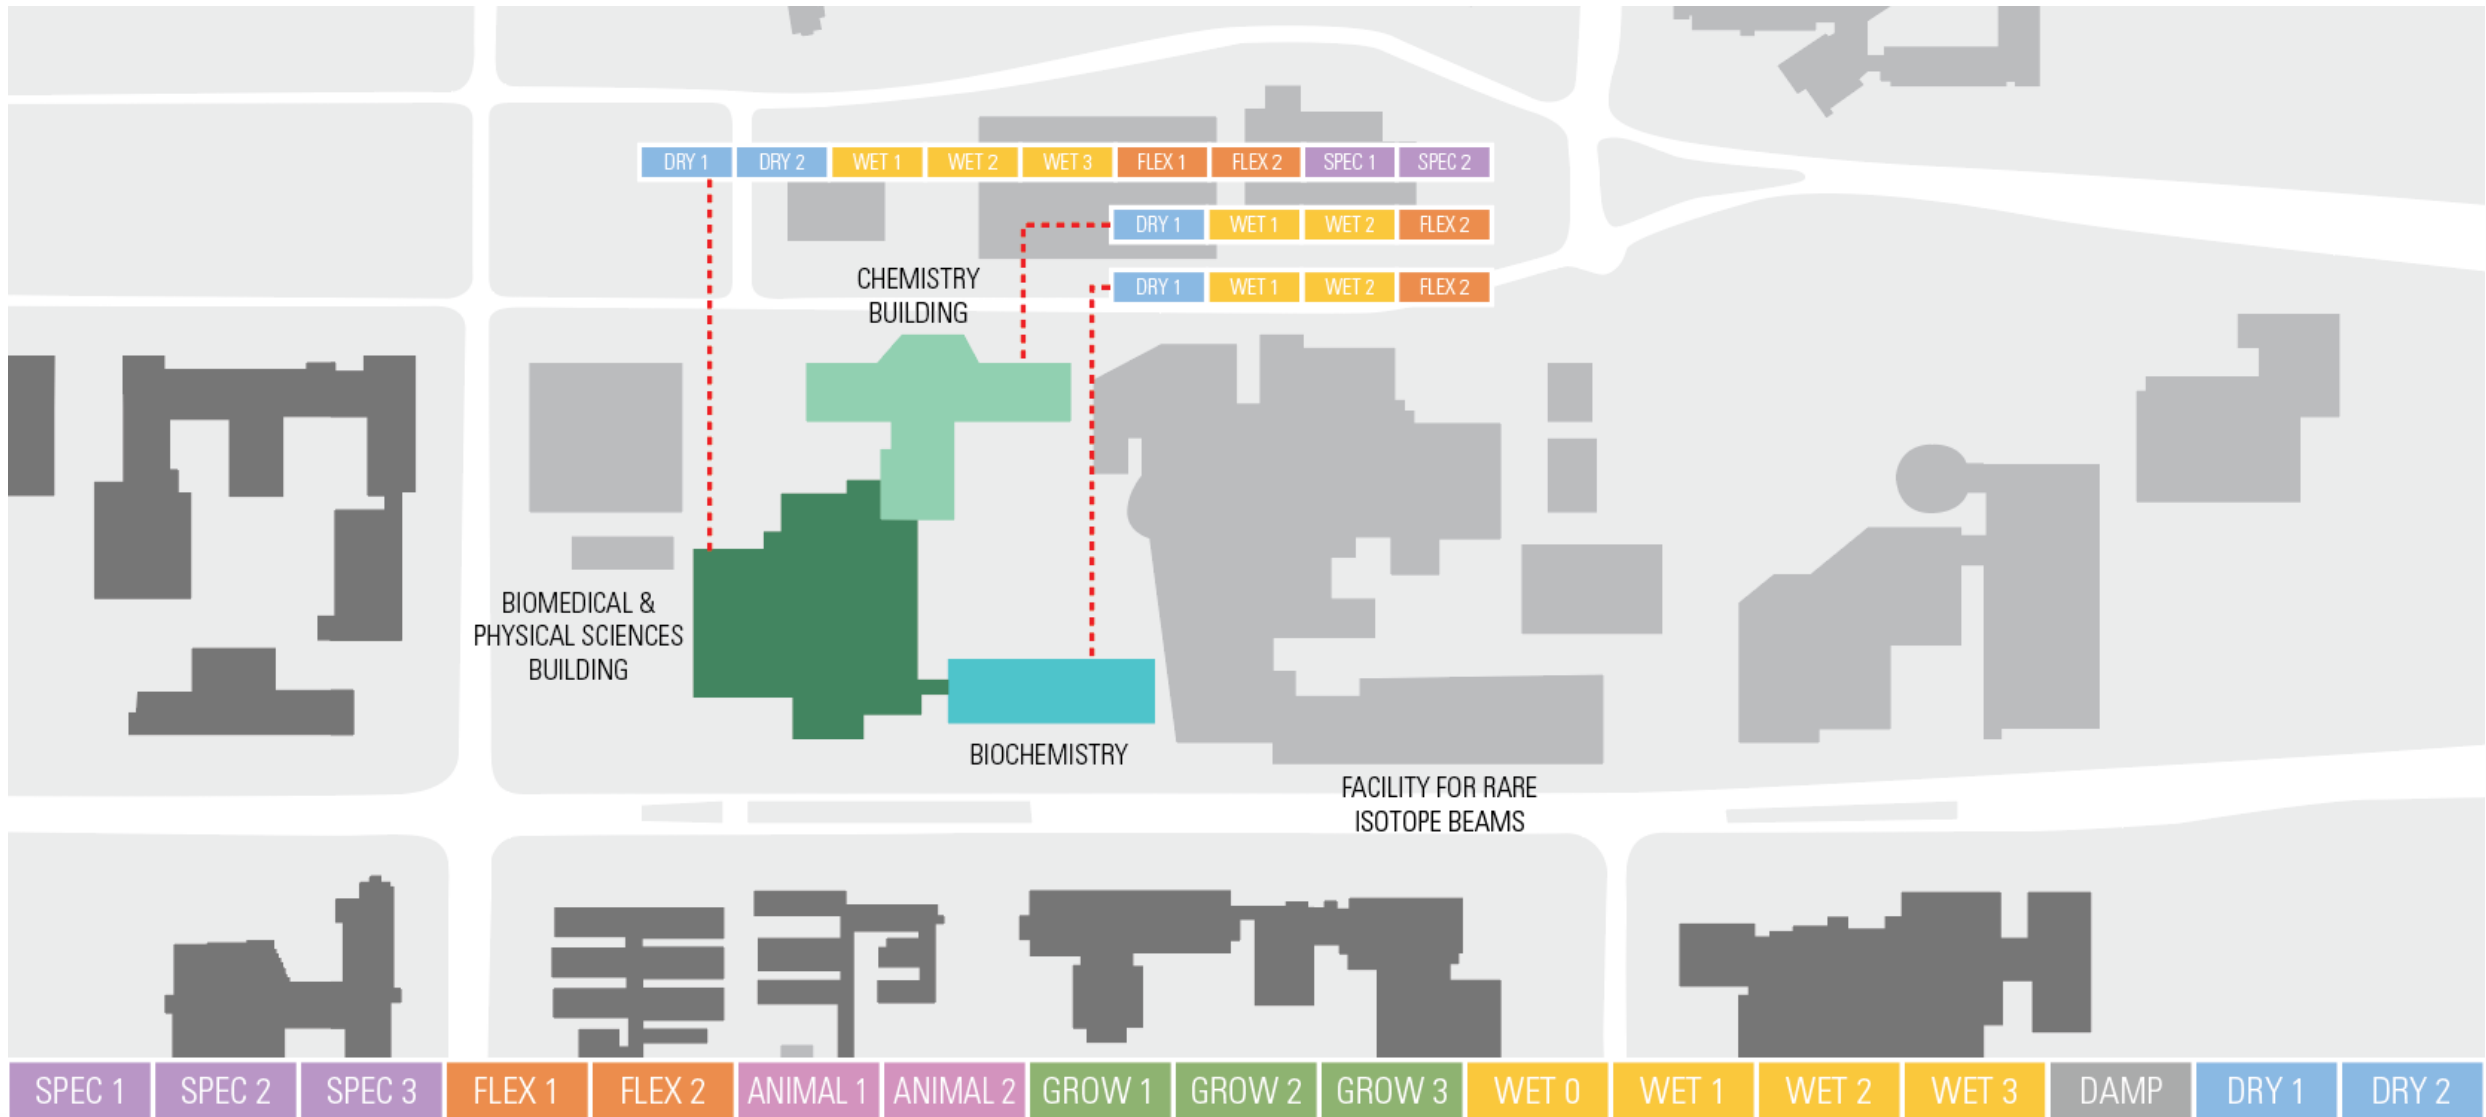 DRY 1 DRY 2 WET 1 WET 2 WET 3 FLEX 1 FLEX 2 SPEC 1 SPEC 2
DRY 1 WET 1 WET 2 FLEX 2
DRY 1 WET 1 WET 2 FLEX 2
CHEMISTRY
BUILDING
BIOMEDICAL &
PHYSICAL SCIENCES
BUILDING
BIOCHEMISTRY
FACILITY FOR RARE
ISOTOPE BEAMS
SPEC 1 SPEC 2 SPEC 3 FLEX 1 FLEX 2 ANIMAL 1 ANIMAL 2 GROW 1 GROW 2 GROW 3 WET 0 WET 1 WET 2 WET 3 DAMP DRY 1 DRY 2